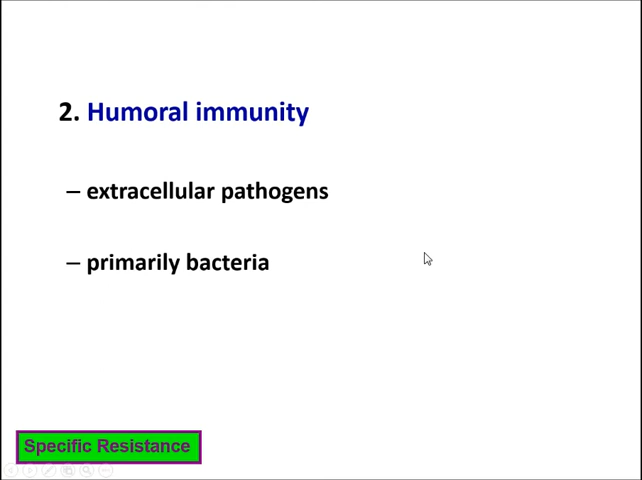 2. Humoral immunity
– extracellular pathogens
– primarily bacteria
Specific Resistance